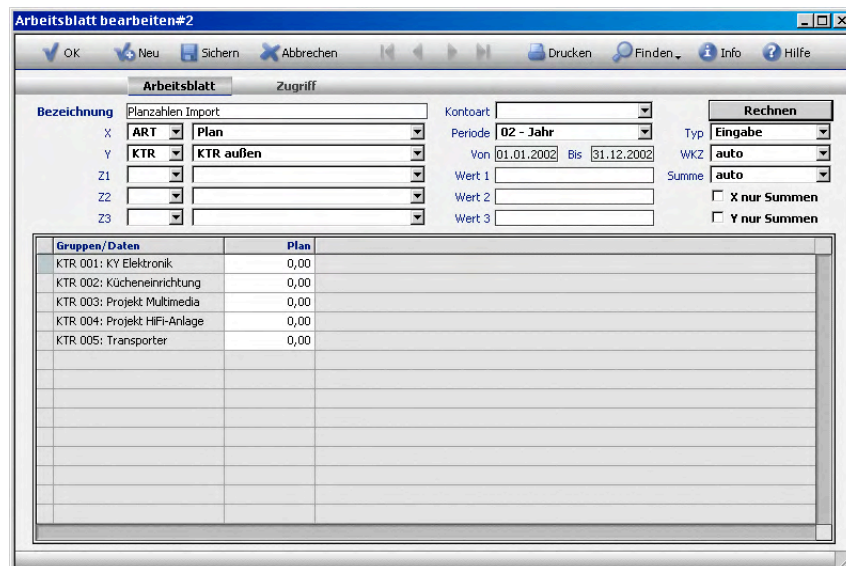 Arbeitsblatt bearbeiten#2
OK Neu Sichern Abbrechen Drucken Finden Info Hilfe
Arbeitsblatt Zugriff
Bezeichnung Planzahlen Import Kontoart Rechnen
X ART Plan Periode 02 - Jahr Typ Eingabe
Y KTR KTR außen Von 01.01.2002 Bis 31.12.2002 WKZ auto
Z1 Wert 1 Summe auto
Z2 Wert 2 X nur Summen
Z3 Wert 3 Y nur Summen
Gruppen/Daten Plan
KTR 001: KY Elektronik 0,00
KTR 002: Kücheneinrichtung 0,00
KTR 003: Projekt Multimedia 0,00
KTR 004: Projekt HiFi-Anlage 0,00
KTR 005: Transporter 0,00